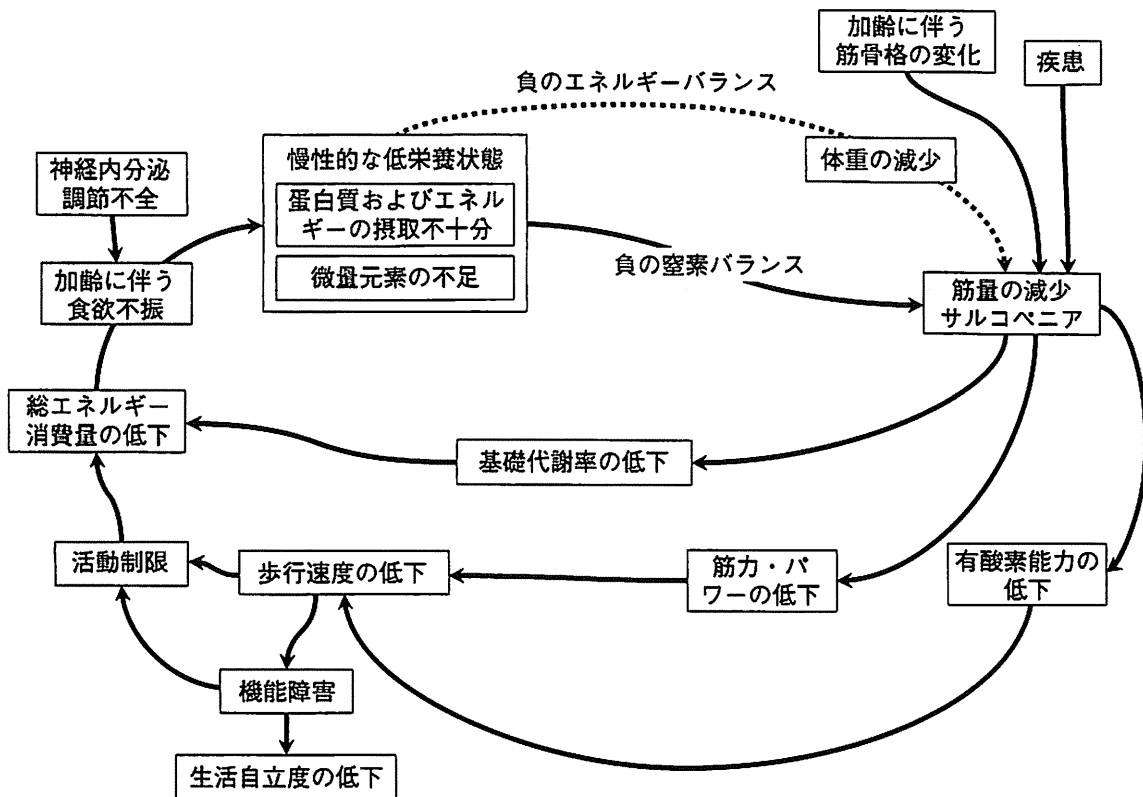 加齢に伴う
筋骨格の変化
疾患
負のエネルギーバランス
体重の減少
慢性的な低栄養状態
蛋白質およびエネル
ギーの摂取不十分
微量元素の不足
神経内分泌
調節不全
加齢に伴う
食欲不振
負の窒素バランス
筋量の減少
サルコペニア
総エネルギー
消費量の低下
基礎代謝率の低下
活動制限
歩行速度の低下
筋力・パ
ワーの低下
有酸素能力の
低下
機能障害
生活自立度の低下